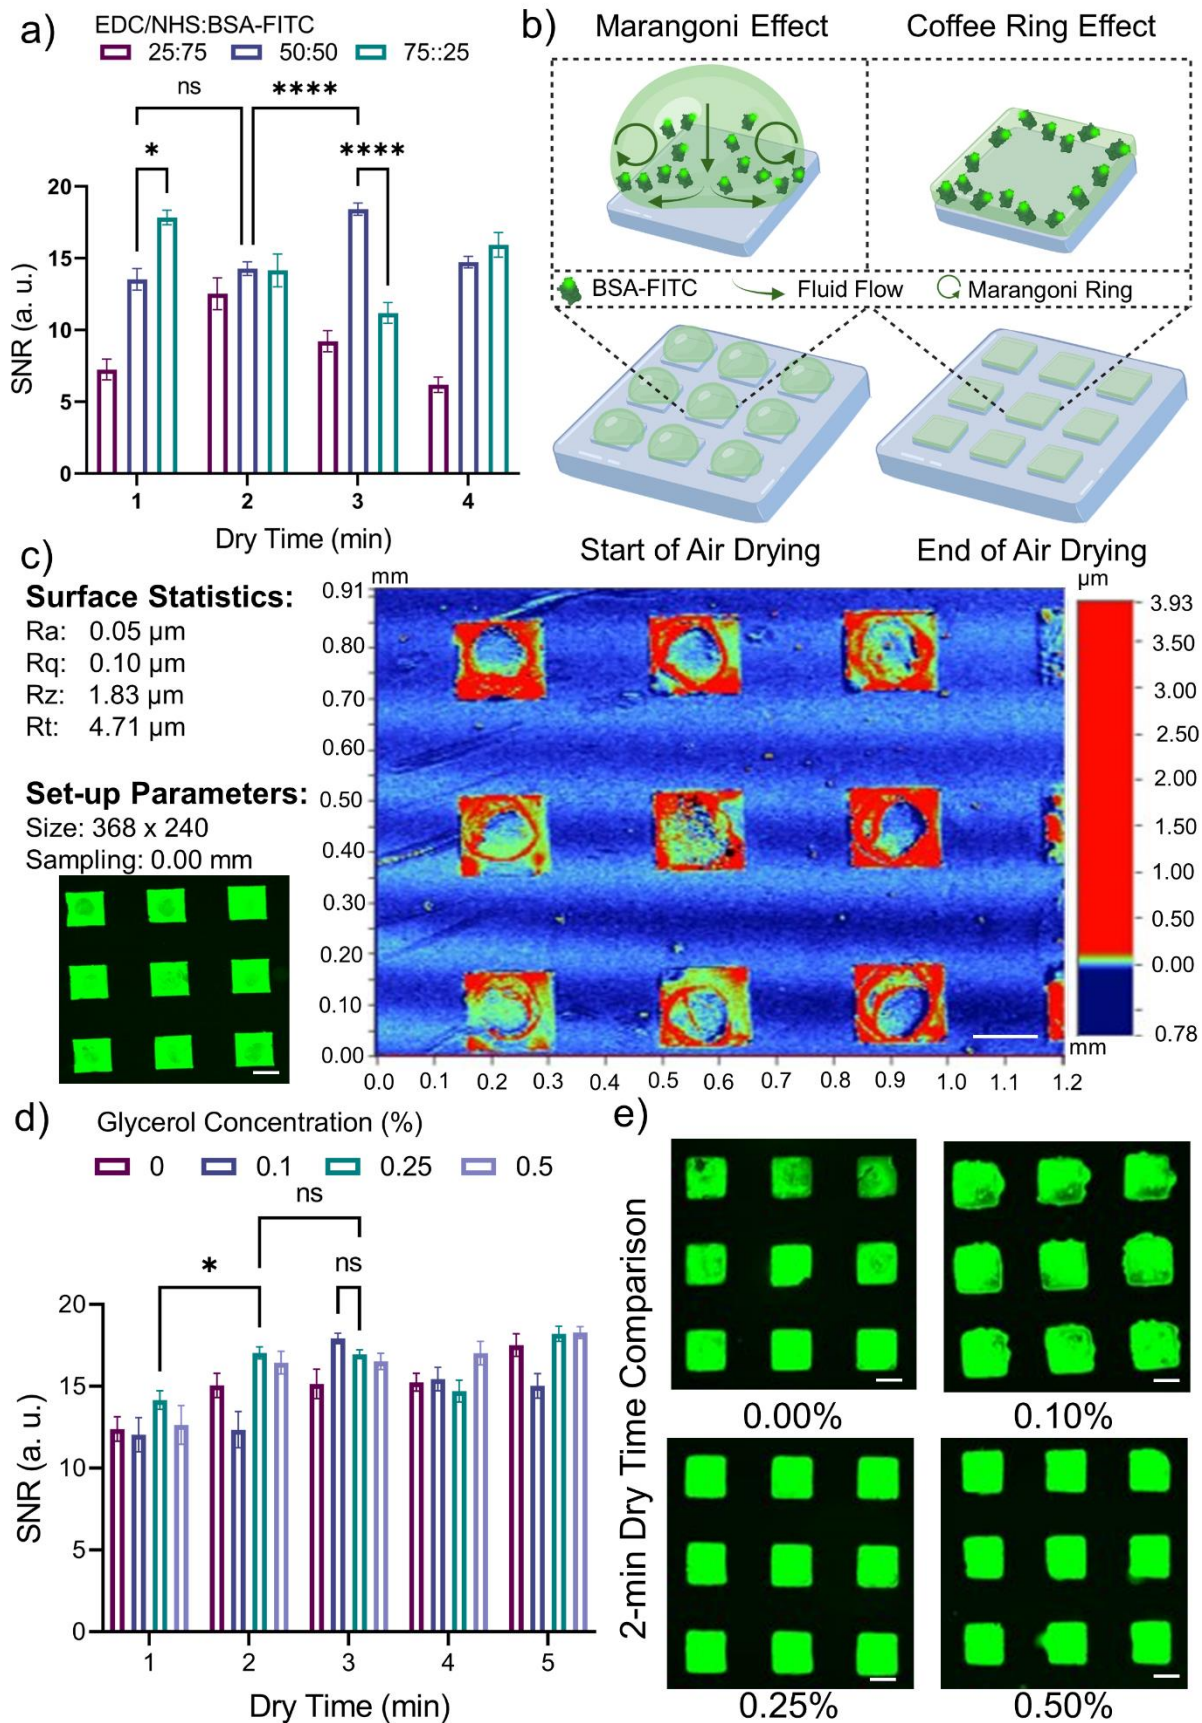 a)
EDC/NHS:BSA-FITC
25:75 50:50 75::25
ns
****
*
****
SNR (a. u.)
20
15
10
5
0
1 2 3 4
Dry Time (min)
b)
Marangoni Effect Coffee Ring Effect
BSA-FITC Fluid Flow Marangoni Ring
Start of Air Drying End of Air Drying
c)
Surface Statistics:
Ra: 0.05 µm
Rq: 0.10 µm
Rz: 1.83 µm
Rt: 4.71 µm
Set-up Parameters:
Size: 368 x 240
Sampling: 0.00 mm
mm
0.91
0.80
0.70
0.60
0.50
0.40
0.30
0.20
0.10
0.00
0.0 0.1 0.2 0.3 0.4 0.5 0.6 0.7 0.8 0.9 1.0 1.1 1.2
µm
3.93
3.50
3.00
2.50
2.00
1.50
1.00
0.50
0.00
0.78
mm
d)
Glycerol Concentration (%)
0 0.1 0.25 0.5
ns
*
ns
SNR (a. u.)
20
15
10
5
0
1 2 3 4 5
Dry Time (min)
e)
2-min Dry Time Comparison
0.00% 0.10%
0.25% 0.50%